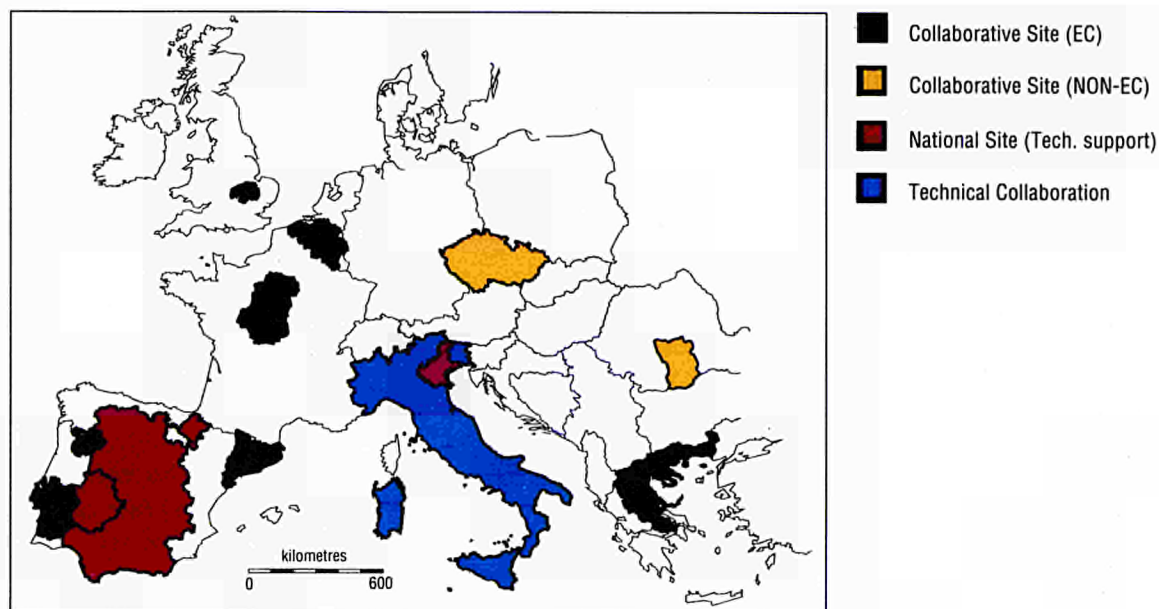 Collaborative Site (EC)
Collaborative Site (NON-EC)
National Site (Tech. support)
Technical Collaboration
kilometres
0 600